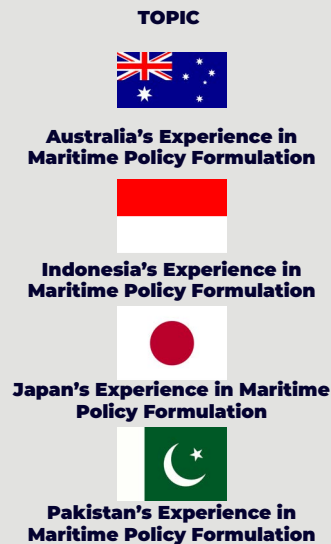 TOPIC
Australia's Experience in
Maritime Policy Formulation
Indonesia's Experience in
Maritime Policy Formulation
Japan's Experience in Maritime
Policy Formulation
Pakistan's Experience in
Maritime Policy Formulation